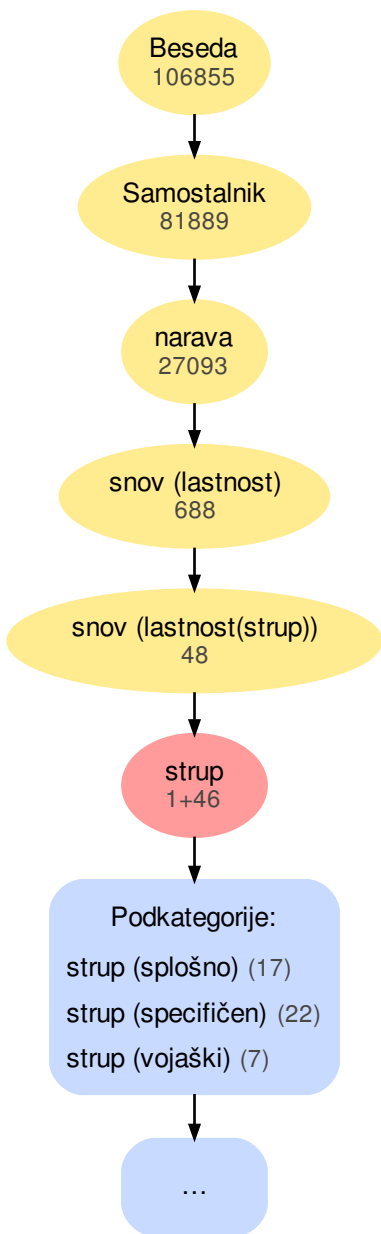 Beseda
106855
Samostalnik
81889
narava
27093
snov (lastnost)
688
snov (lastnost(strup))
48
strup
1+46
Podkategorije:
strup (splošno) (17)
strup (specifičen) (22)
strup (vojaški) (7)
…